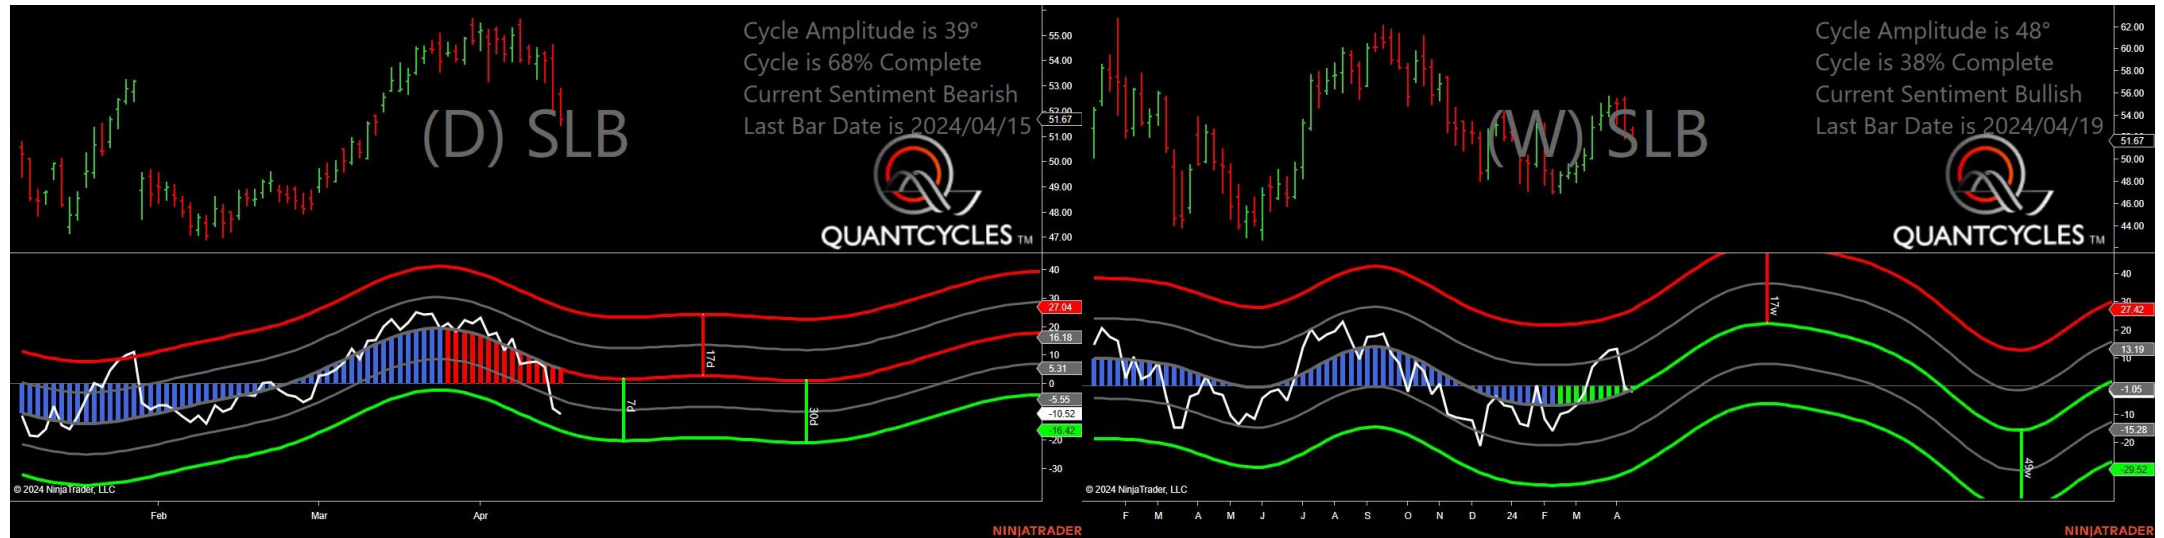 Cycle Amplitude is 39°
Cycle is 68% Complete
Current Sentiment Bearish
Last Bar Date is 2024/04/15
(D) SLB
QUANTCYCLES TM
55.00
54.00
53.00
52.00
51.67
51.00
50.00
49.00
48.00
47.00
40
30
27.04
20
16.18
10
5.31
0
-5.55
-10.52
-16.42
-20
-30
17d
7d
30d
© 2024 NinjaTrader, LLC
Feb Mar Apr
NINJATRADER
Cycle Amplitude is 48°
Cycle is 38% Complete
Current Sentiment Bullish
Last Bar Date is 2024/04/19
(W) SLB
QUANTCYCLES TM
62.00
60.00
58.00
56.00
54.00
51.67
50.00
48.00
46.00
44.00
40
30
27.42
20
13.19
10
-1.05
-10
-15.28
-20
-29.52
17w
49w
© 2024 NinjaTrader, LLC
F M A M J J A S O N D 24 F M A
NINJATRADER